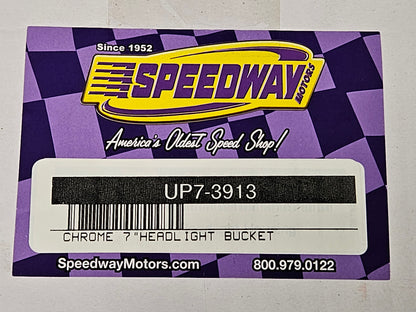 Since 1952
SPEEDWAY
MOTORS
America's Oldest Speed Shop!
UP7-3913
CHROME 7"HEADLIGHT BUCKET
SpeedwayMotors.com 800.979.0122